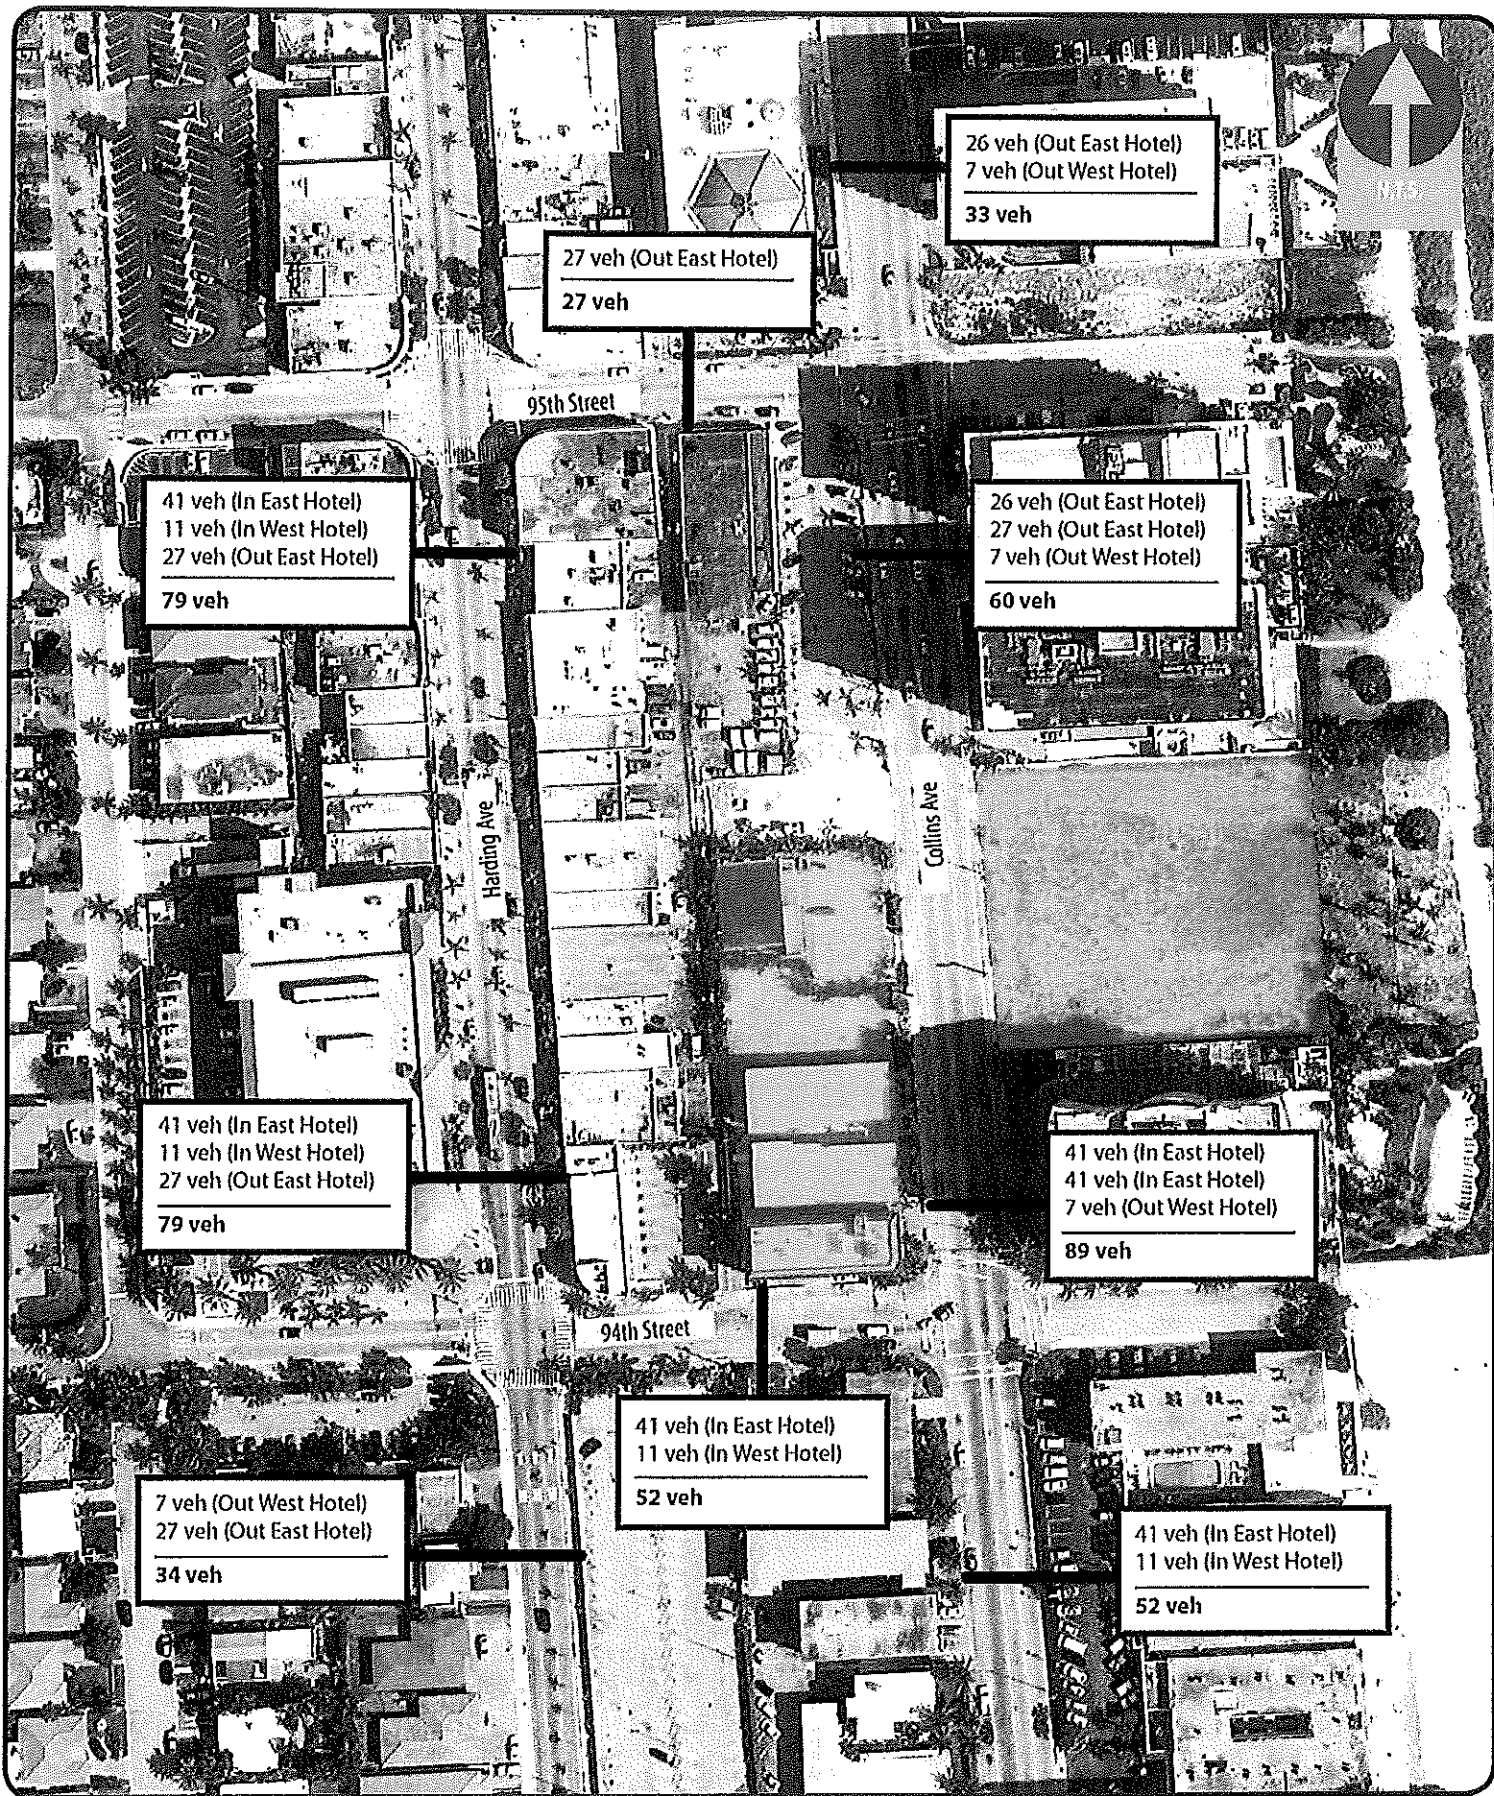 N.T.S.
26 veh (Out East Hotel)
7 veh (Out West Hotel)
33 veh
27 veh (Out East Hotel)
27 veh
95th Street
41 veh (In East Hotel)
11 veh (In West Hotel)
27 veh (Out East Hotel)
79 veh
26 veh (Out East Hotel)
27 veh (Out East Hotel)
7 veh (Out West Hotel)
60 veh
Harding Ave
Collins Ave
41 veh (In East Hotel)
11 veh (In West Hotel)
27 veh (Out East Hotel)
79 veh
41 veh (In East Hotel)
41 veh (In East Hotel)
7 veh (Out West Hotel)
89 veh
94th Street
41 veh (In East Hotel)
11 veh (In West Hotel)
52 veh
7 veh (Out West Hotel)
27 veh (Out East Hotel)
34 veh
41 veh (In East Hotel)
11 veh (In West Hotel)
52 veh